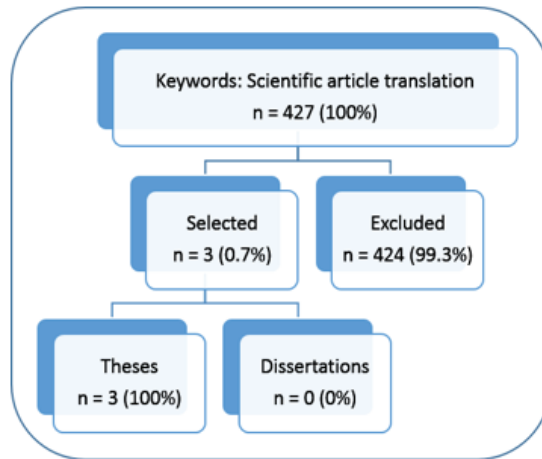 Keywords: Scientific article translation
n = 427 (100%)
Selected
n = 3 (0.7%)
Excluded
n = 424 (99.3%)
Theses
n = 3 (100%)
Dissertations
n = 0 (0%)